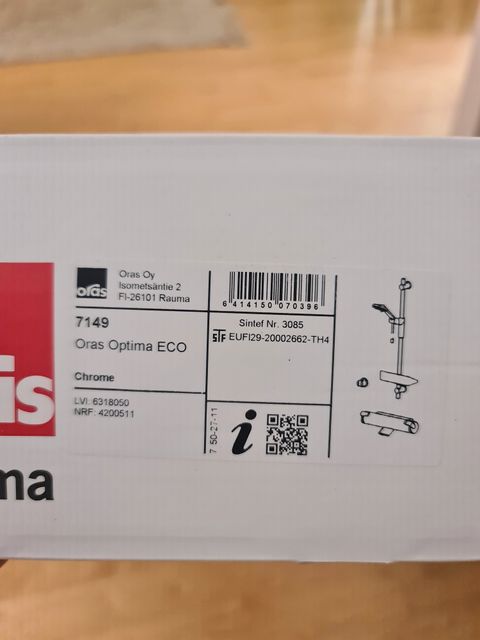 is
ma
oras
Oras Oy
Isometsäntie 2
FI-26101 Rauma
7149
Oras Optima ECO
Chrome
LVI: 6318050
NRF: 4200511
6 414150 070396
Sintef Nr. 3085
STF EUFI29-20002662-TH4
7 50-27-11
i